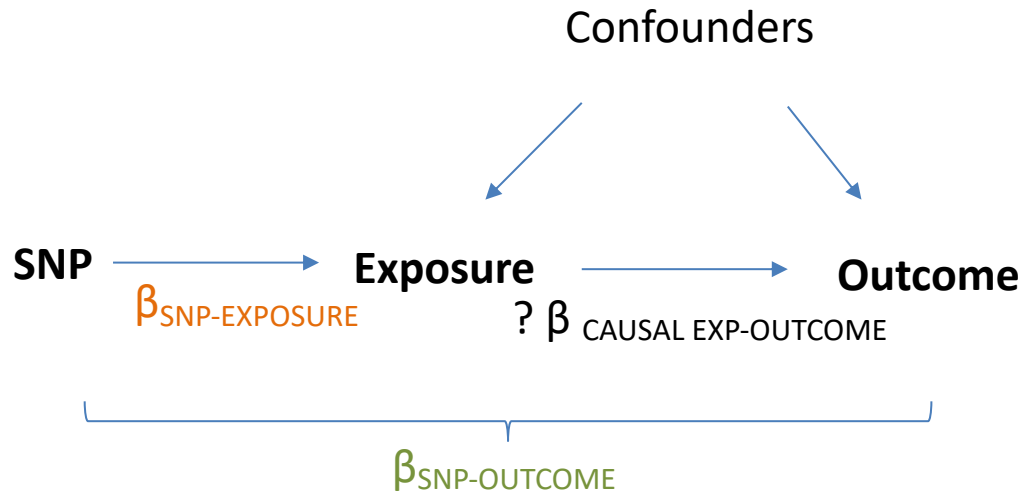 Confounders
SNP
Exposure
Outcome
βSNP-EXPOSURE
? β CAUSAL EXP-OUTCOME
βSNP-OUTCOME